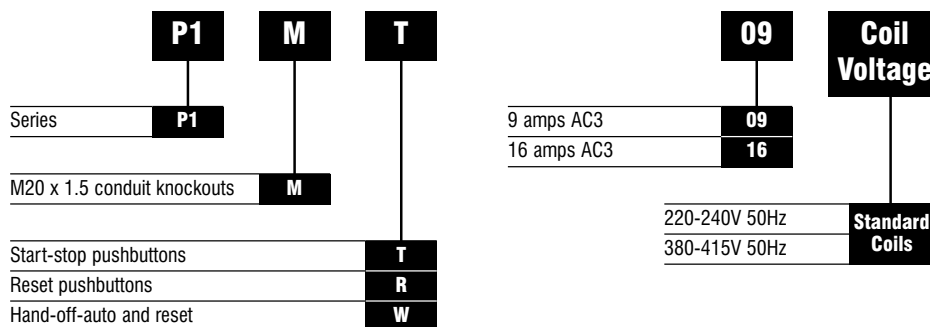 P1 M T 09 Coil Voltage
Series P1
M20 x 1.5 conduit knockouts M
Start-stop pushbuttons T
Reset pushbuttons R
Hand-off-auto and reset W
9 amps AC3 09
16 amps AC3 16
220-240V 50Hz
380-415V 50Hz
Standard
Coils